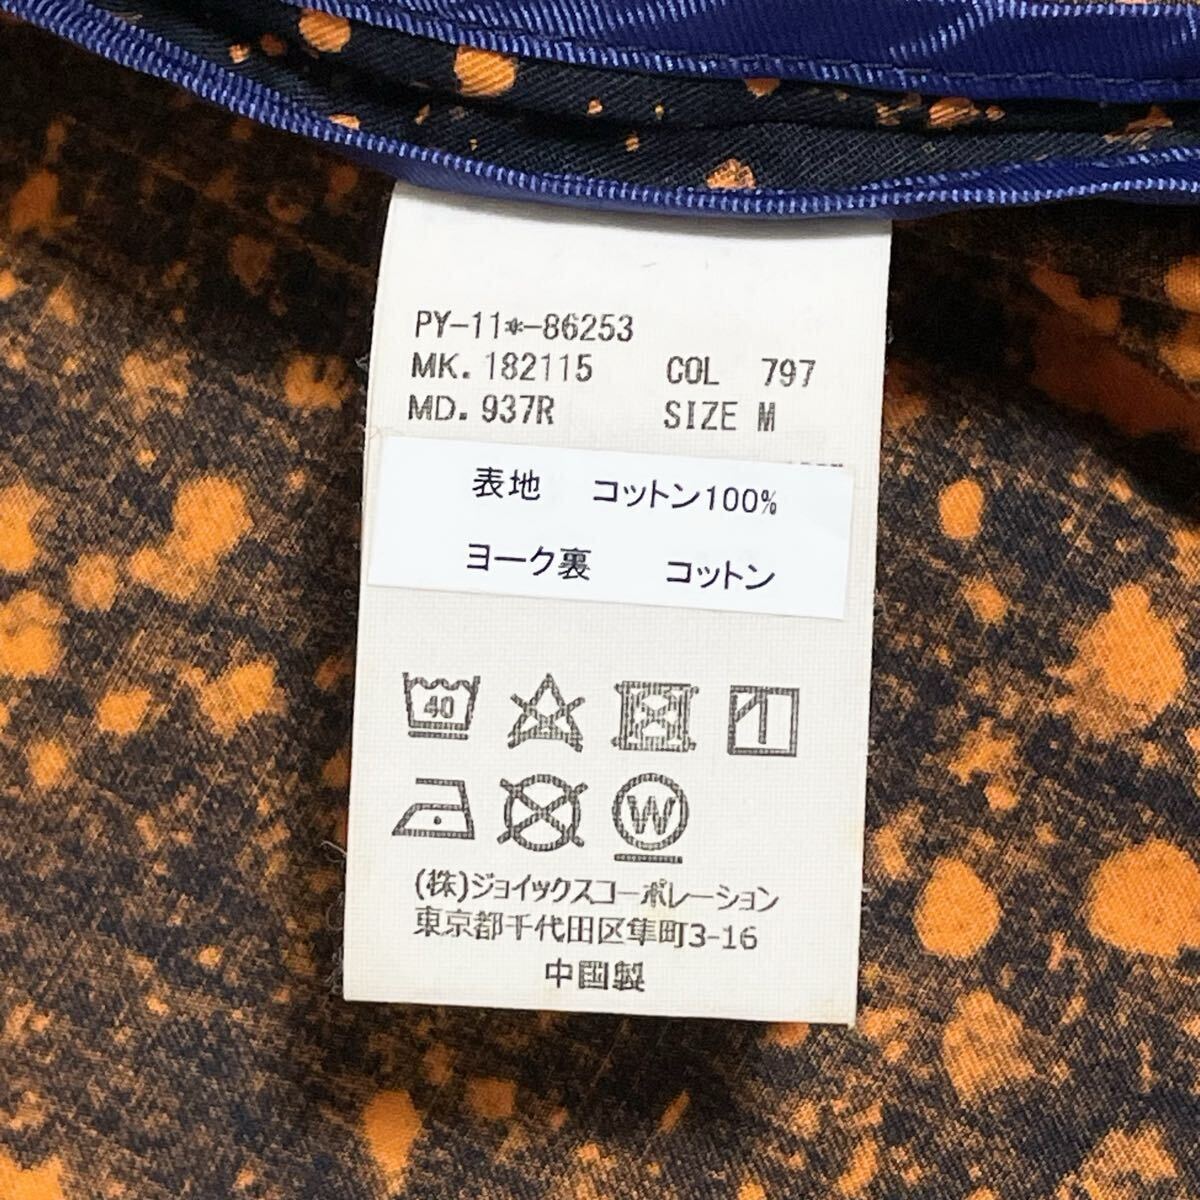 PY-11*-86253
MK. 182115 COL 797
MD. 937R SIZE M
表地 コットン100%
ヨーク裏 コットン
40
W
(株)ジョイックスコーポレーション
東京都千代田区隼町3-16
中国製